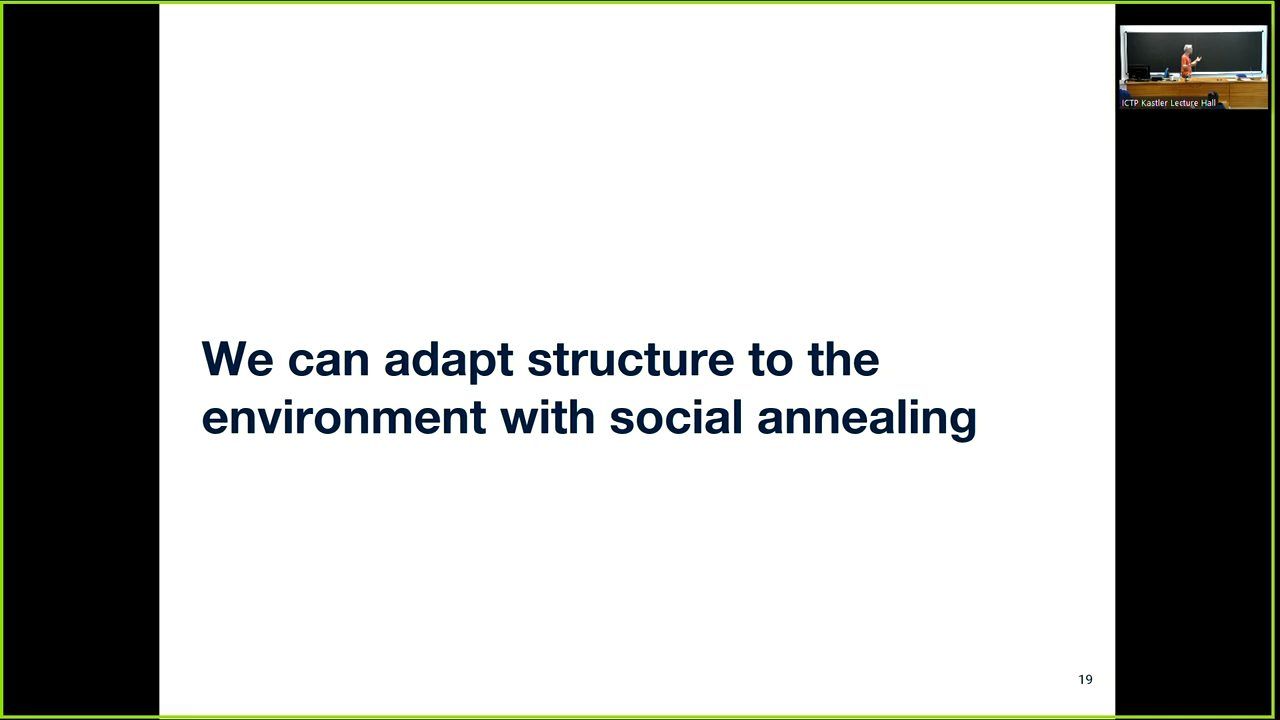 ICTP Kastler Lecture Hall
We can adapt structure to the
environment with social annealing
19